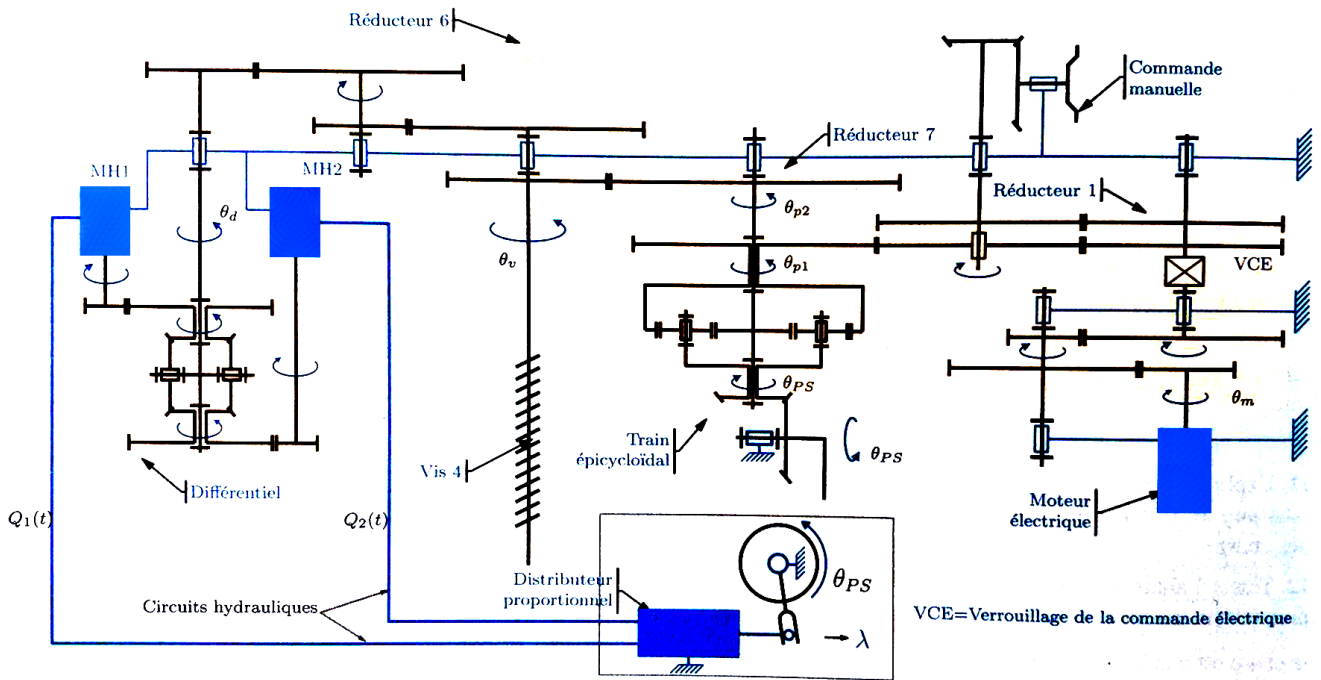 Réducteur 6
Commande
manuelle
Réducteur 7
MH1
MH2
Réducteur 1
θd
θp2
θv
θp1
VCE
θPS
θm
Train
épicycloïdal
θPS
Vis 4
Différentiel
Moteur
électrique
Q1(t)
Q2(t)
Distributeur
proportionnel
θPS
Circuits hydrauliques
λ
VCE=Verrouillage de la commande électrique